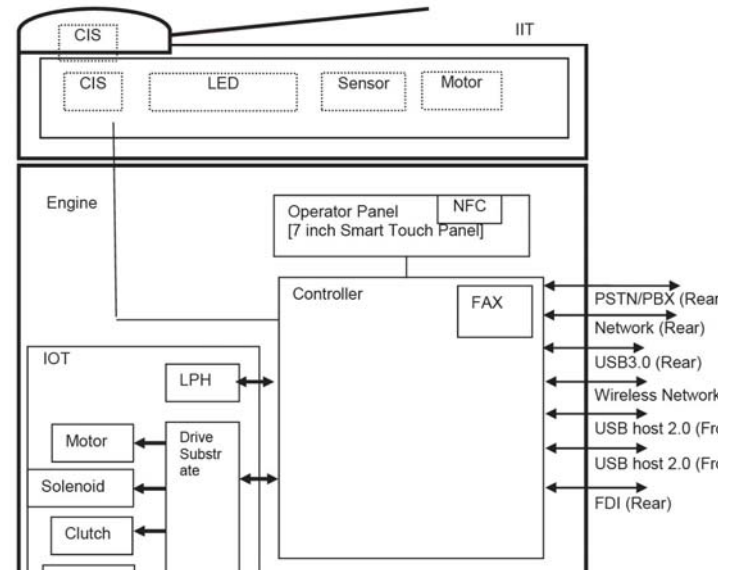 IIT
CIS
CIS
LED
Sensor
Motor
Engine
NFC
Operator Panel
[7 inch Smart Touch Panel]
Controller
FAX
PSTN/PBX (Rear
Network (Rear)
USB3.0 (Rear)
Wireless Network
USB host 2.0 (Fr
USB host 2.0 (Fr
FDI (Rear)
IOT
LPH
Motor
Drive
Substr
ate
Solenoid
Clutch